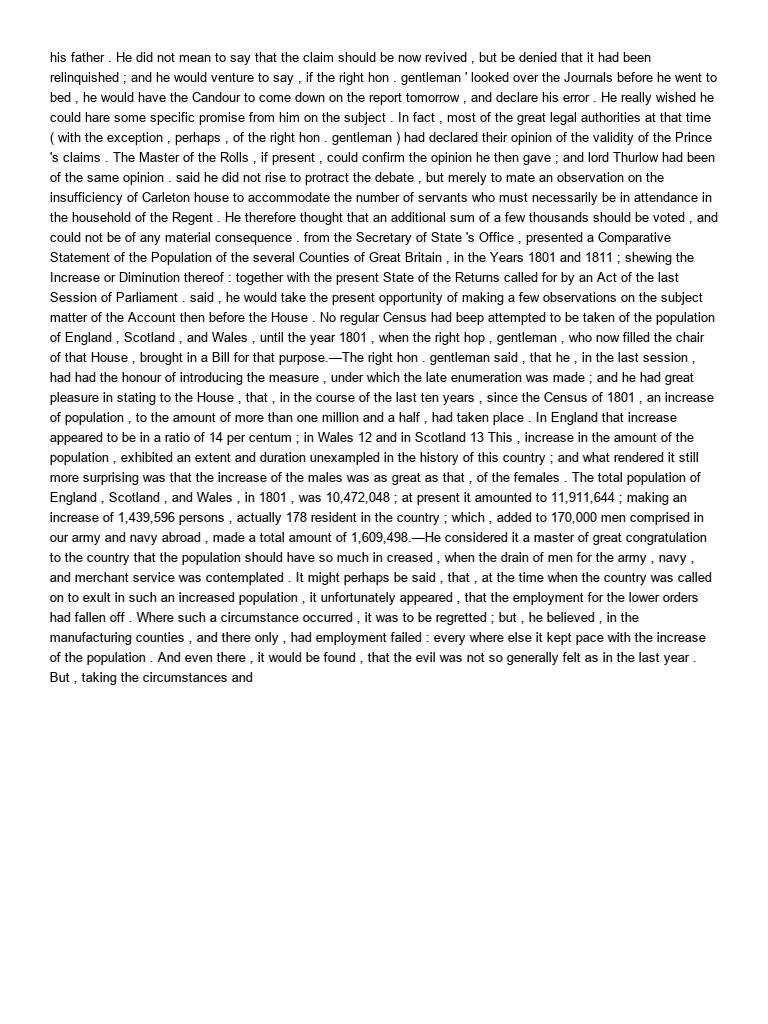 his father . He did not mean to say that the claim should be now revived , but be denied that it had been
relinquished ; and he would venture to say , if the right hon . gentleman ' looked over the Journals before he went to
bed , he would have the Candour to come down on the report tomorrow , and declare his error . He really wished he
could hare some specific promise from him on the subject . In fact , most of the great legal authorities at that time
( with the exception , perhaps , of the right hon . gentleman ) had declared their opinion of the validity of the Prince
's claims . The Master of the Rolls , if present , could confirm the opinion he then gave ; and lord Thurlow had been
of the same opinion . said he did not rise to protract the debate , but merely to mate an observation on the
insufficiency of Carleton house to accommodate the number of servants who must necessarily be in attendance in
the household of the Regent . He therefore thought that an additional sum of a few thousands should be voted , and
could not be of any material consequence . from the Secretary of State 's Office , presented a Comparative
Statement of the Population of the several Counties of Great Britain , in the Years 1801 and 1811 ; shewing the
Increase or Diminution thereof : together with the present State of the Returns called for by an Act of the last
Session of Parliament . said , he would take the present opportunity of making a few observations on the subject
matter of the Account then before the House . No regular Census had beep attempted to be taken of the population
of England , Scotland , and Wales , until the year 1801 , when the right hop , gentleman , who now filled the chair
of that House , brought in a Bill for that purpose.—The right hon . gentleman said , that he , in the last session ,
had had the honour of introducing the measure , under which the late enumeration was made ; and he had great
pleasure in stating to the House , that , in the course of the last ten years , since the Census of 1801 , an increase
of population , to the amount of more than one million and a half , had taken place . In England that increase
appeared to be in a ratio of 14 per centum ; in Wales 12 and in Scotland 13 This , increase in the amount of the
population , exhibited an extent and duration unexampled in the history of this country ; and what rendered it still
more surprising was that the increase of the males was as great as that , of the females . The total population of
England , Scotland , and Wales , in 1801 , was 10,472,048 ; at present it amounted to 11,911,644 ; making an
increase of 1,439,596 persons , actually 178 resident in the country ; which , added to 170,000 men comprised in
our army and navy abroad , made a total amount of 1,609,498.—He considered it a master of great congratulation
to the country that the population should have so much in creased , when the drain of men for the army , navy ,
and merchant service was contemplated . It might perhaps be said , that , at the time when the country was called
on to exult in such an increased population , it unfortunately appeared , that the employment for the lower orders
had fallen off . Where such a circumstance occurred , it was to be regretted ; but , he believed , in the
manufacturing counties , and there only , had employment failed : every where else it kept pace with the increase
of the population . And even there , it would be found , that the evil was not so generally felt as in the last year .
But , taking the circumstances and